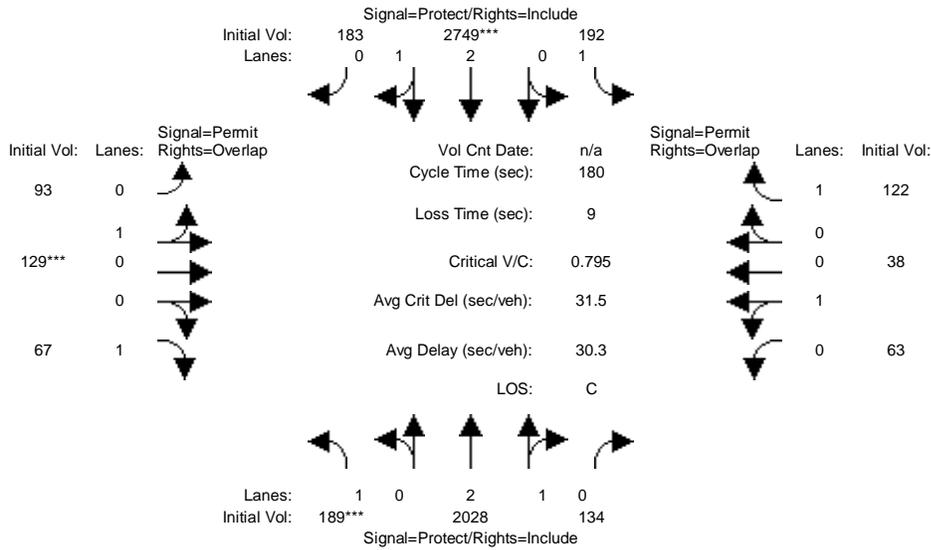 Signal=Protect/Rights=Include
Initial Vol: 183 2749*** 192
Lanes: 0 1 2 0 1
Signal=Permit Signal=Permit
Initial Vol: Lanes: Rights=Overlap Vol Cnt Date: n/a Rights=Overlap Lanes: Initial Vol:
Cycle Time (sec): 180
93 0 1 122
Loss Time (sec): 9
1 0
129*** 0 Critical V/C: 0.795 0 38
0 Avg Crit Del (sec/veh): 31.5 1
67 1 Avg Delay (sec/veh): 30.3 0 63
LOS: C
Lanes: 1 0 2 1 0
Initial Vol: 189*** 2028 134
Signal=Protect/Rights=Include